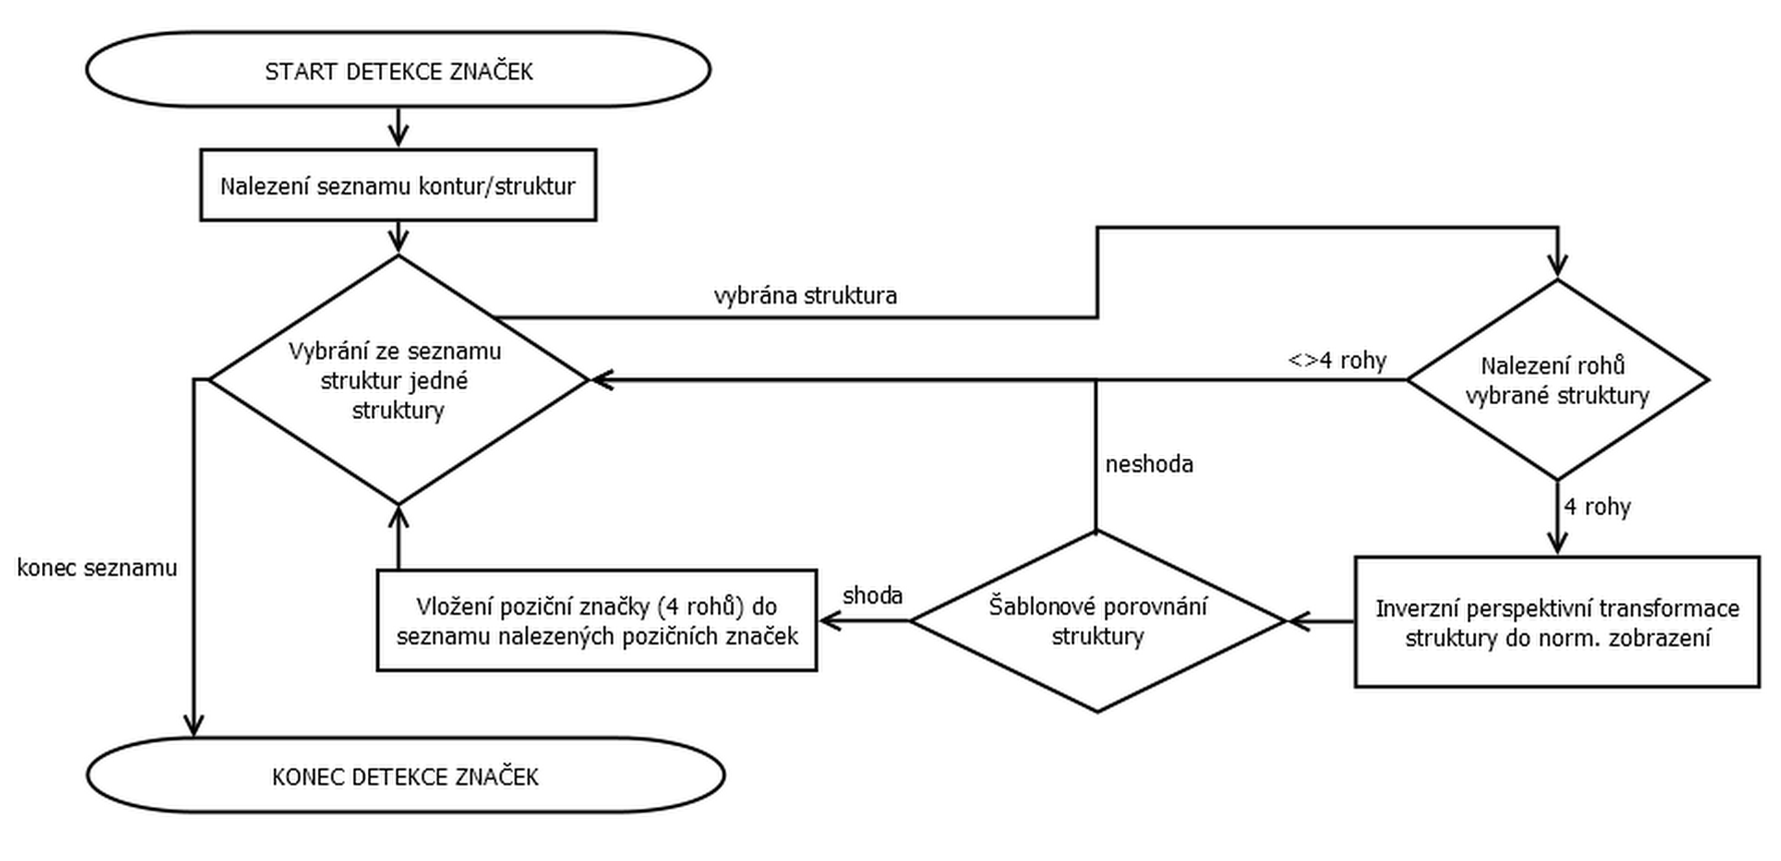 START DETEKCE ZNAČEK
Nalezení seznamu kontur/struktur
vybrána struktura
Vybrání ze seznamu
struktur jedné
struktury
<>4 rohy
Nalezení rohů
vybrané struktury
neshoda
4 rohy
konec seznamu
Vložení poziční značky (4 rohů) do
seznamu nalezených pozičních značek
shoda
Šablonové porovnání
struktury
Inverzní perspektivní transformace
struktury do norm. zobrazení
KONEC DETEKCE ZNAČEK